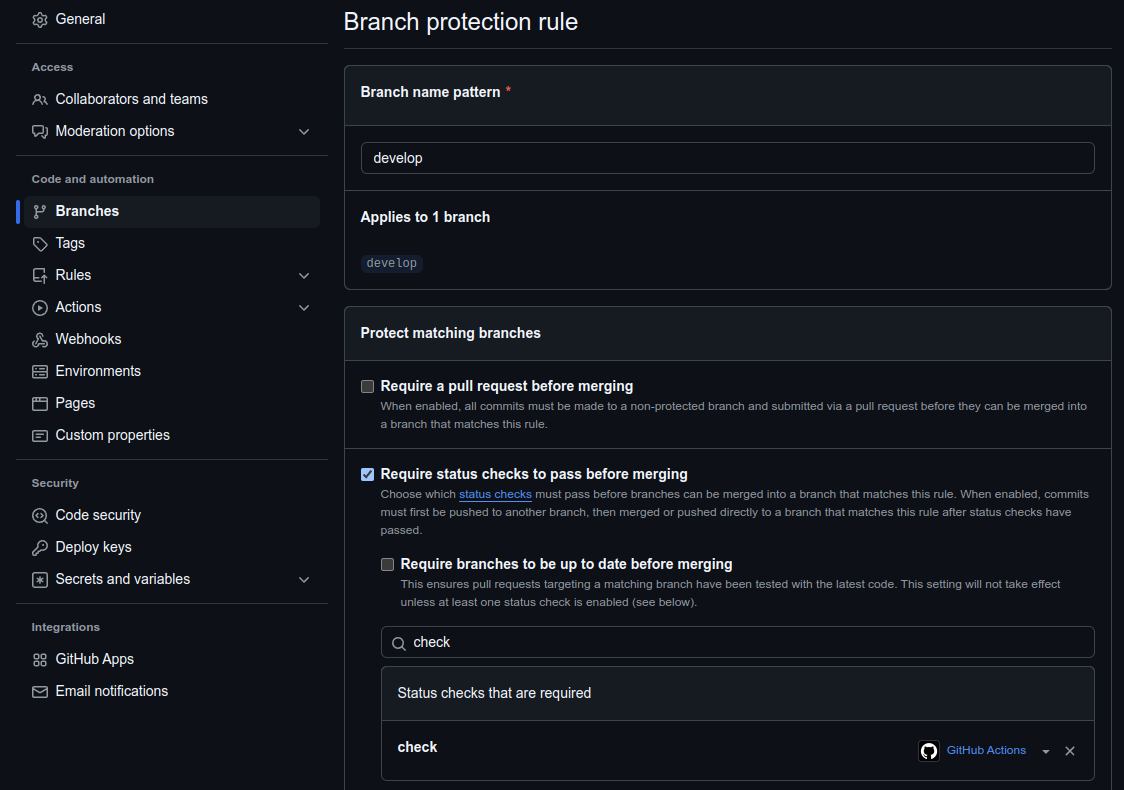 General
Access
Collaborators and teams
Moderation options
Code and automation
Branches
Tags
Rules
Actions
Webhooks
Environments
Pages
Custom properties
Security
Code security
Deploy keys
Secrets and variables
Integrations
GitHub Apps
Email notifications
Branch protection rule
Branch name pattern *
develop
Applies to 1 branch
develop
Protect matching branches
Require a pull request before merging
When enabled, all commits must be made to a non-protected branch and submitted via a pull request before they can be merged into
a branch that matches this rule.
Require status checks to pass before merging
Choose which status checks must pass before branches can be merged into a branch that matches this rule. When enabled, commits
must first be pushed to another branch, then merged or pushed directly to a branch that matches this rule after status checks have
passed.
Require branches to be up to date before merging
This ensures pull requests targeting a matching branch have been tested with the latest code. This setting will not take effect
unless at least one status check is enabled (see below).
check
Status checks that are required
check
GitHub Actions